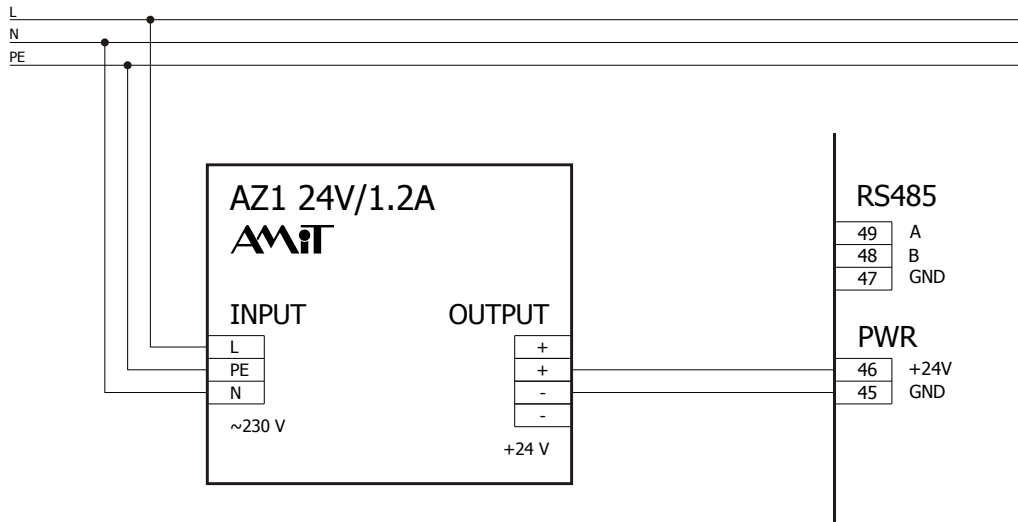 L
N
PE
AZ1 24V/1.2A
AMiT
INPUT
L
PE
N
~230 V
OUTPUT
+
+
-
-
+24 V
RS485
49 A
48 B
47 GND
PWR
46 +24V
45 GND